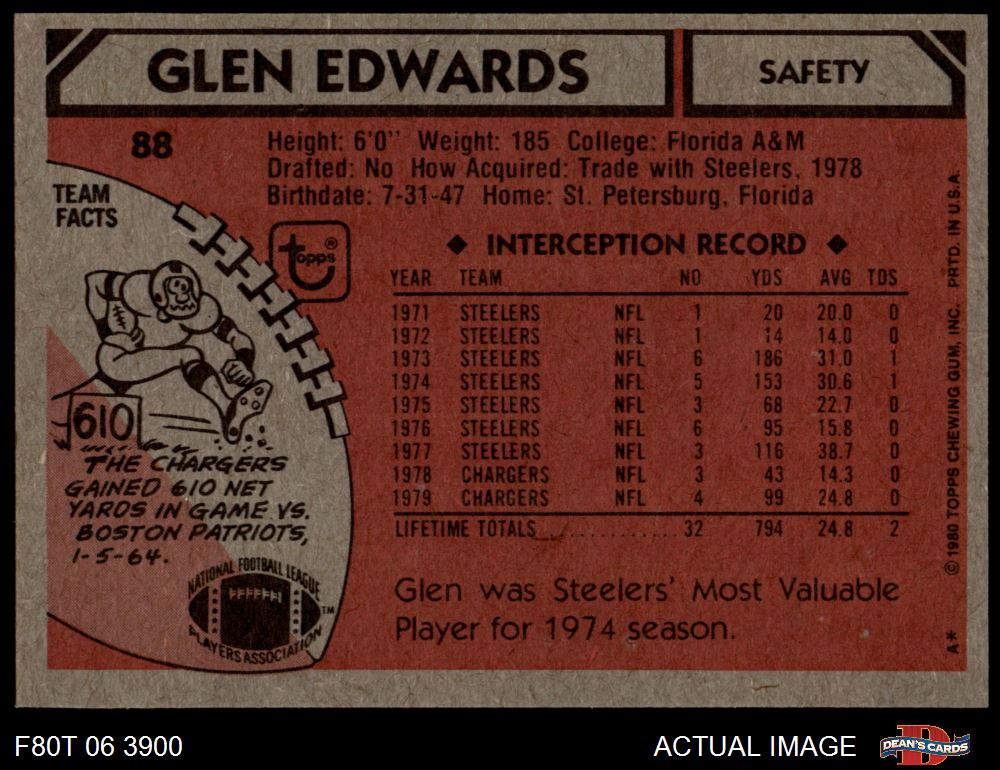 GLEN EDWARDS
SAFETY
88
Height: 6'0" Weight: 185 College: Florida A&M
Drafted: No How Acquired: Trade with Steelers, 1978
Birthdate: 7-31-47 Home: St. Petersburg, Florida
TEAM
FACTS
topps®
610
THE CHARGERS
GAINED 610 NET
YARDS IN GAME VS.
BOSTON PATRIOTS,
1-5-64.
NATIONAL FOOTBALL LEAGUE
PLAYERS ASSOCIATION
TM
◆ INTERCEPTION RECORD ◆
YEAR TEAM NO YDS AVG TDS
1971 STEELERS NFL 1 20 20.0 0
1972 STEELERS NFL 1 14 14.0 0
1973 STEELERS NFL 6 186 31.0 1
1974 STEELERS NFL 5 153 30.6 1
1975 STEELERS NFL 3 68 22.7 0
1976 STEELERS NFL 6 95 15.8 0
1977 STEELERS NFL 3 116 38.7 0
1978 CHARGERS NFL 3 43 14.3 0
1979 CHARGERS NFL 4 99 24.8 0
LIFETIME TOTALS.............. 32 794 24.8 2
Glen was Steelers' Most Valuable
Player for 1974 season.
A* © 1980 TOPPS CHEWING GUM, INC. PRTD. IN U.S.A.
F80T 06 3900
ACTUAL IMAGE
D
DEAN'S CARDS